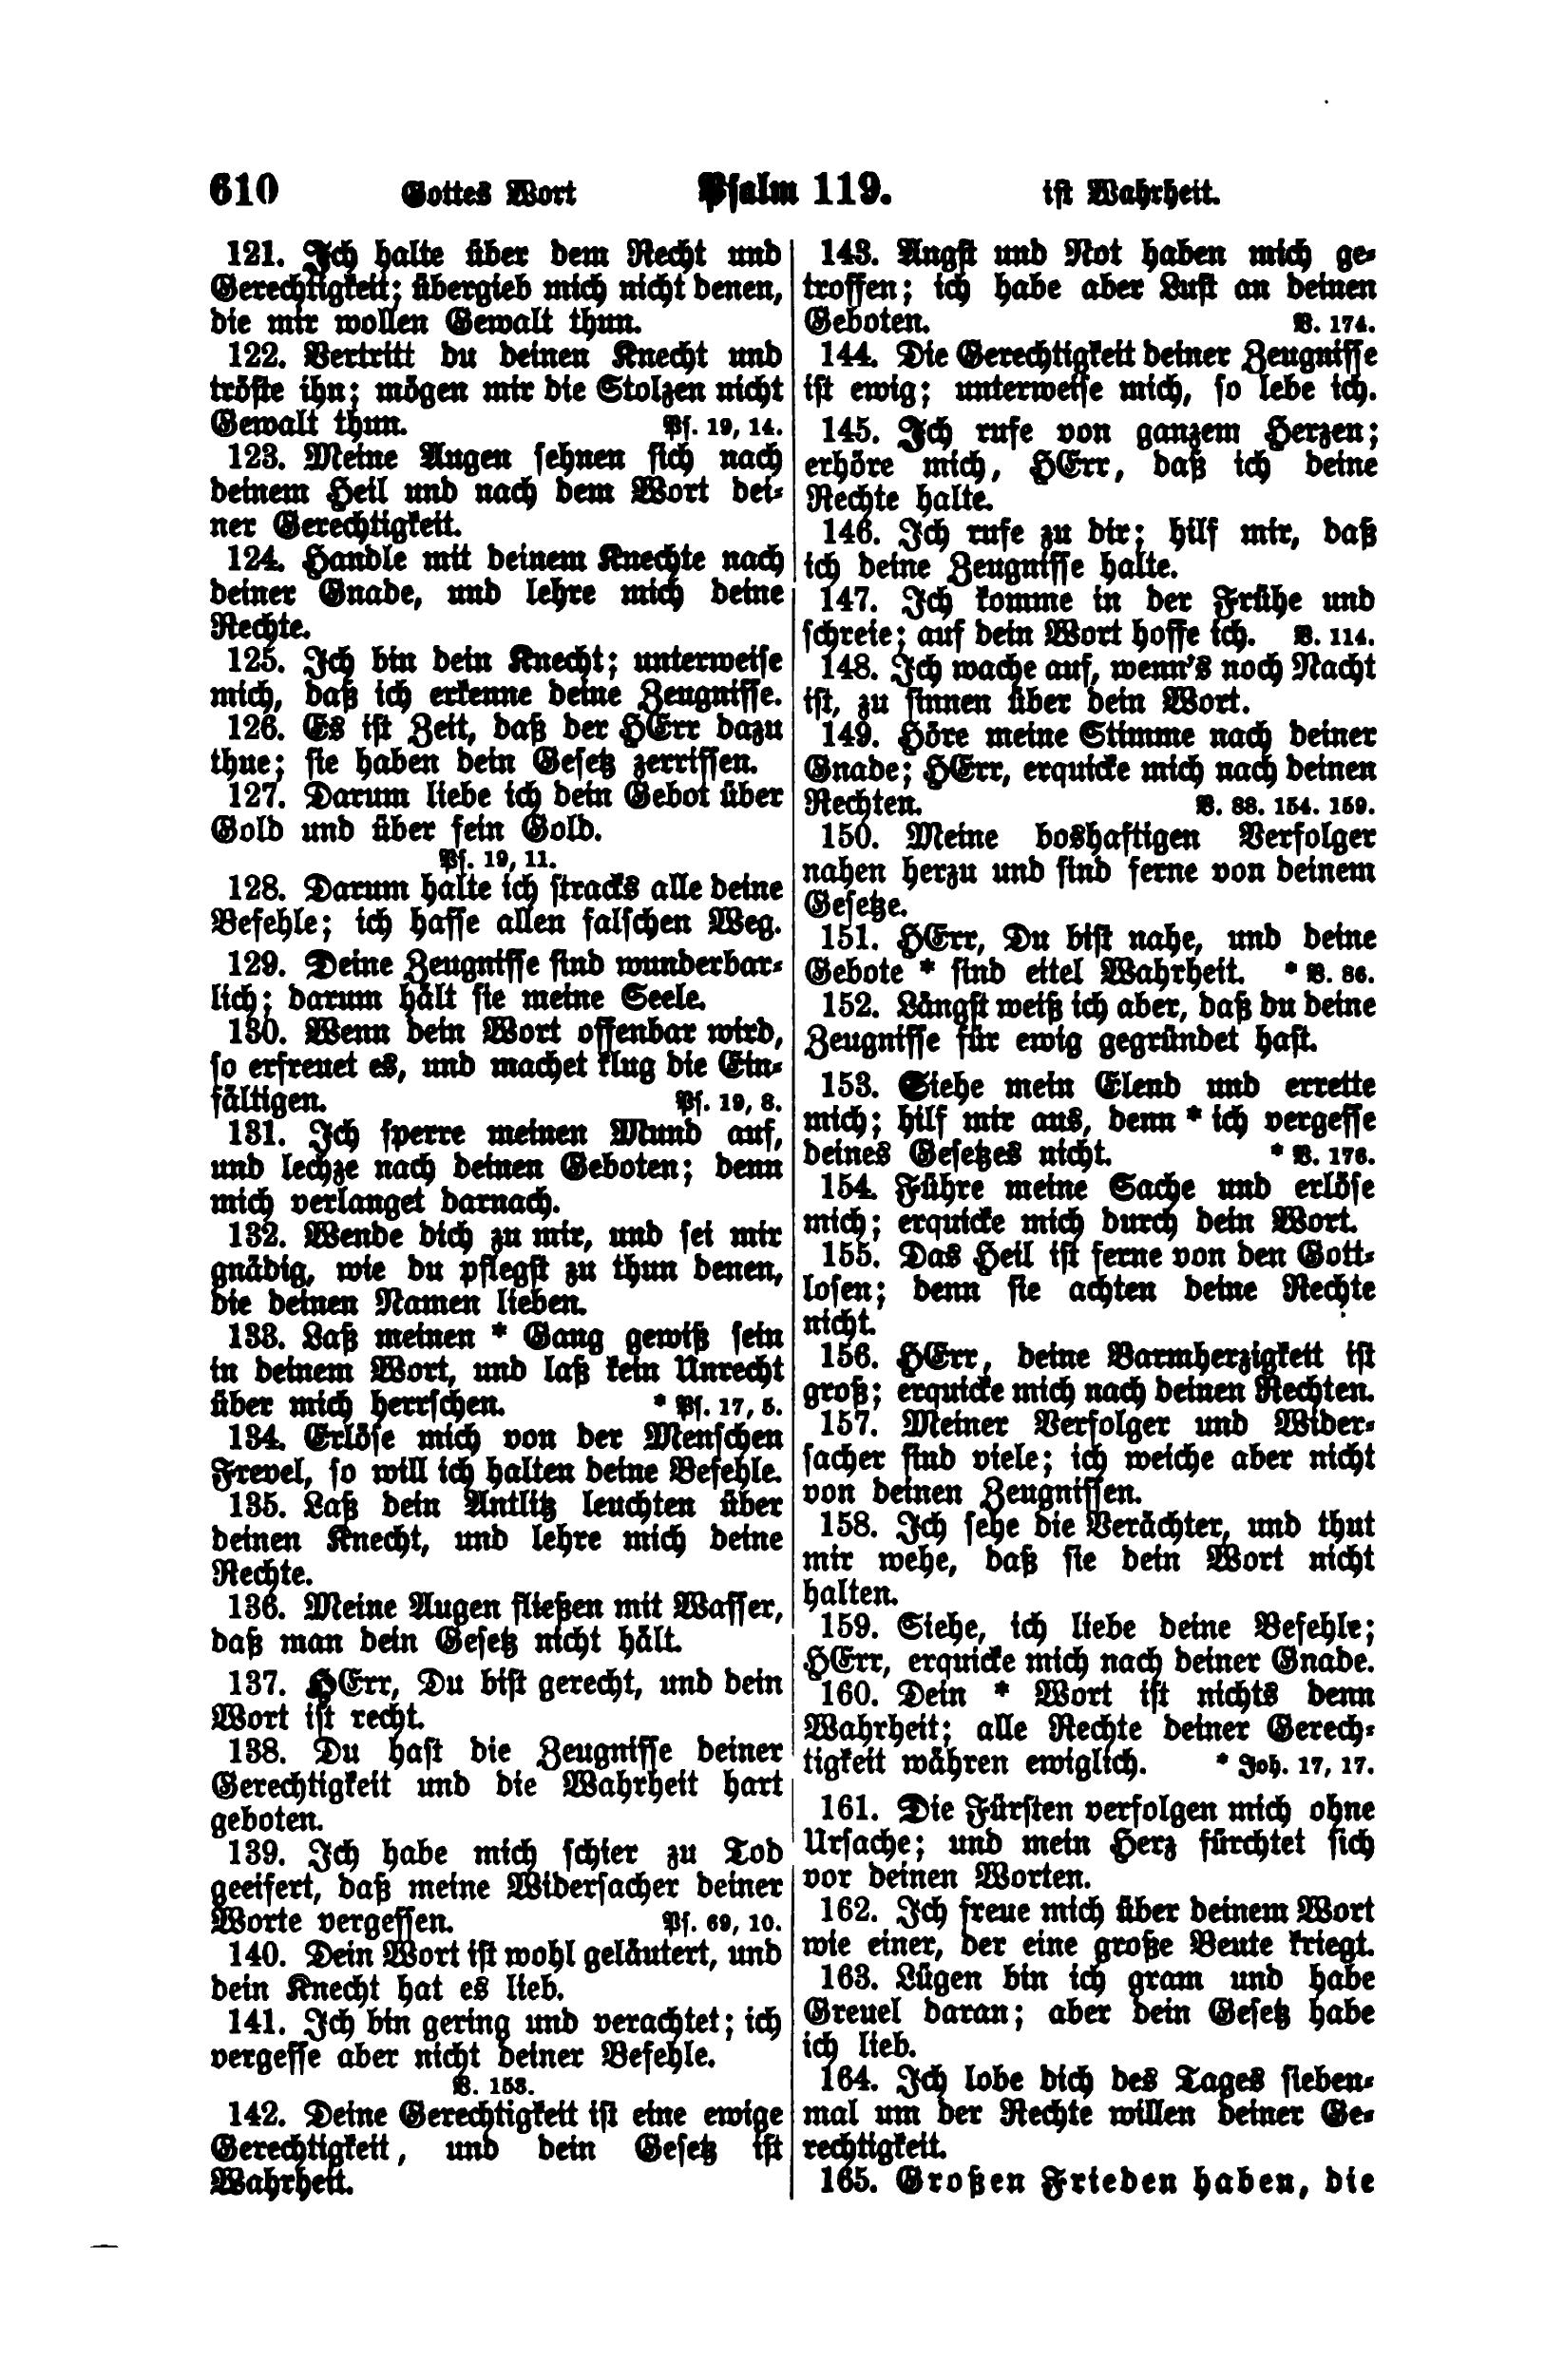 610 Gottes Wort Psalm 119. ist Wahrheit.
121. Ich halte über dem Recht und
Gerechtigkeit; übergieb mich nicht denen,
die mir wollen Gewalt thun.
122. Vertritt du deinen Knecht und
tröste ihn; mögen mir die Stolzen nicht
Gewalt thun. Ps. 19, 14.
123. Meine Augen sehnen sich nach
deinem Heil und nach dem Wort dei-
ner Gerechtigkeit.
124. Handle mit deinem Knechte nach
deiner Gnade, und lehre mich deine
Rechte.
125. Ich bin dein Knecht; unterweise
mich, daß ich erkenne deine Zeugnisse.
126. Es ist Zeit, daß der HErr dazu
thue; sie haben dein Gesetz zerrissen.
127. Darum liebe ich dein Gebot über
Gold und über fein Gold.
Ps. 19, 11.
128. Darum halte ich stracks alle deine
Befehle; ich hasse allen falschen Weg.
129. Deine Zeugnisse sind wunderbar-
lich; darum hält sie meine Seele.
130. Wenn dein Wort offenbar wird,
so erfreuet es, und machet klug die Ein-
fältigen. Ps. 19, 8.
131. Ich sperre meinen Mund auf,
und lechze nach deinen Geboten; denn
mich verlanget darnach.
132. Wende dich zu mir, und sei mir
gnädig, wie du pflegst zu thun denen,
die deinen Namen lieben.
133. Laß meinen * Gang gewiß sein
in deinem Wort, und laß kein Unrecht
über mich herrschen. * Ps. 17, 5.
134. Erlöse mich von der Menschen
Frevel, so will ich halten deine Befehle.
135. Laß dein Antlitz leuchten über
deinen Knecht, und lehre mich deine
Rechte.
136. Meine Augen fließen mit Wasser,
daß man dein Gesetz nicht hält.
137. HErr, Du bist gerecht, und dein
Wort ist recht.
138. Du hast die Zeugnisse deiner
Gerechtigkeit und die Wahrheit hart
geboten.
139. Ich habe mich schier zu Tod
geeifert, daß meine Widersacher deiner
Worte vergessen. Ps. 69, 10.
140. Dein Wort ist wohl geläutert, und
dein Knecht hat es lieb.
141. Ich bin gering und verachtet; ich
vergesse aber nicht deiner Befehle.
V. 153.
142. Deine Gerechtigkeit ist eine ewige
Gerechtigkeit, und dein Gesetz ist
Wahrheit.
143. Angst und Not haben mich ge-
troffen; ich habe aber Lust an deinen
Geboten. V. 174.
144. Die Gerechtigkeit deiner Zeugnisse
ist ewig; unterweise mich, so lebe ich.
145. Ich rufe von ganzem Herzen;
erhöre mich, HErr, daß ich deine
Rechte halte.
146. Ich rufe zu dir; hilf mir, daß
ich deine Zeugnisse halte.
147. Ich komme in der Frühe und
schreie; auf dein Wort hoffe ich. V. 114.
148. Ich wache auf, wenn's noch Nacht
ist, zu sinnen über dein Wort.
149. Höre meine Stimme nach deiner
Gnade; HErr, erquicke mich nach deinen
Rechten. V. 88. 154. 159.
150. Meine boshaftigen Verfolger
nahen herzu und sind ferne von deinem
Gesetze.
151. HErr, Du bist nahe, und deine
Gebote * sind eitel Wahrheit. * V. 86.
152. Längst weiß ich aber, daß du deine
Zeugnisse für ewig gegründet hast.
153. Siehe mein Elend und errette
mich; hilf mir aus, denn * ich vergesse
deines Gesetzes nicht. * V. 176.
154. Führe meine Sache und erlöse
mich; erquicke mich durch dein Wort.
155. Das Heil ist ferne von den Gott-
losen; denn sie achten deine Rechte
nicht.
156. HErr, deine Barmherzigkeit ist
groß; erquicke mich nach deinen Rechten.
157. Meiner Verfolger und Wider-
sacher sind viele; ich weiche aber nicht
von deinen Zeugnissen.
158. Ich sehe die Verächter, und thut
mir wehe, daß sie dein Wort nicht
halten.
159. Siehe, ich liebe deine Befehle;
HErr, erquicke mich nach deiner Gnade.
160. Dein * Wort ist nichts denn
Wahrheit; alle Rechte deiner Gerech-
tigkeit währen ewiglich. * Joh. 17, 17.
161. Die Fürsten verfolgen mich ohne
Ursache; und mein Herz fürchtet sich
vor deinen Worten.
162. Ich freue mich über deinem Wort
wie einer, der eine große Beute kriegt.
163. Lügen bin ich gram und habe
Greuel daran; aber dein Gesetz habe
ich lieb.
164. Ich lobe dich des Tages sieben-
mal um der Rechte willen deiner Ge-
rechtigkeit.
165. Großen Frieden haben, die